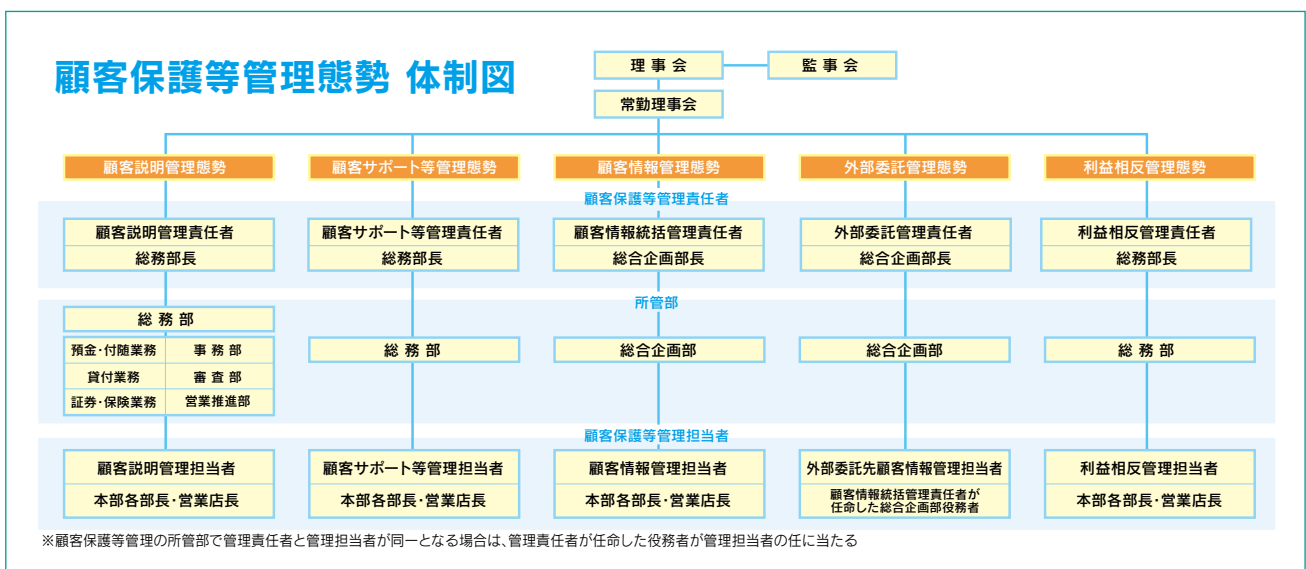 顧客保護等管理態勢 体制図
理事会
監事会
常勤理事会
顧客説明管理態勢
顧客サポート等管理態勢
顧客情報管理態勢
外部委託管理態勢
利益相反管理態勢
顧客保護等管理責任者
顧客説明管理責任者
総務部長
顧客サポート等管理責任者
総務部長
顧客情報統括管理責任者
総合企画部長
外部委託管理責任者
総合企画部長
利益相反管理責任者
総務部長
所管部
総務部
預金・付随業務 事務部
貸付業務 審査部
証券・保険業務 営業推進部
総務部
総合企画部
総合企画部
総務部
顧客保護等管理担当者
顧客説明管理担当者
本部各部長・営業店長
顧客サポート等管理担当者
本部各部長・営業店長
顧客情報管理担当者
本部各部長・営業店長
外部委託先顧客情報管理担当者
顧客情報統括管理責任者が
任命した総合企画部役務者
利益相反管理担当者
本部各部長・営業店長
※顧客保護等管理の所管部で管理責任者と管理担当者が同一となる場合は、管理責任者が任命した役務者が管理担当者の任に当たる